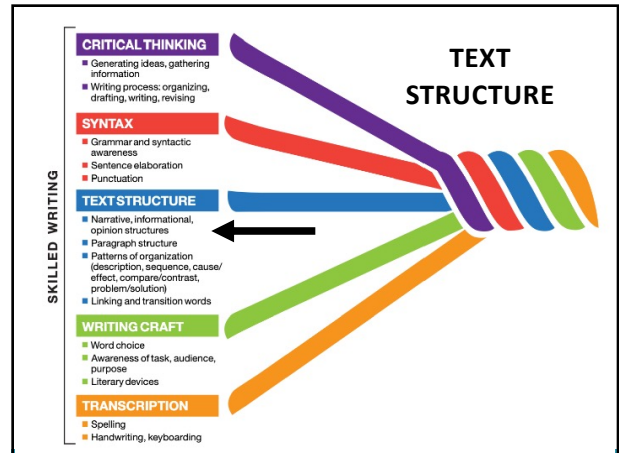 TEXT
STRUCTURE
SKILLED WRITING
CRITICAL THINKING
■ Generating ideas, gathering
information
■ Writing process: organizing,
drafting, writing, revising
SYNTAX
■ Grammar and syntactic
awareness
■ Sentence elaboration
■ Punctuation
TEXT STRUCTURE
■ Narrative, informational,
opinion structures
■ Paragraph structure
■ Patterns of organization
(description, sequence, cause/
effect, compare/contrast,
problem/solution)
■ Linking and transition words
WRITING CRAFT
■ Word choice
■ Awareness of task, audience,
purpose
■ Literary devices
TRANSCRIPTION
■ Spelling
■ Handwriting, keyboarding